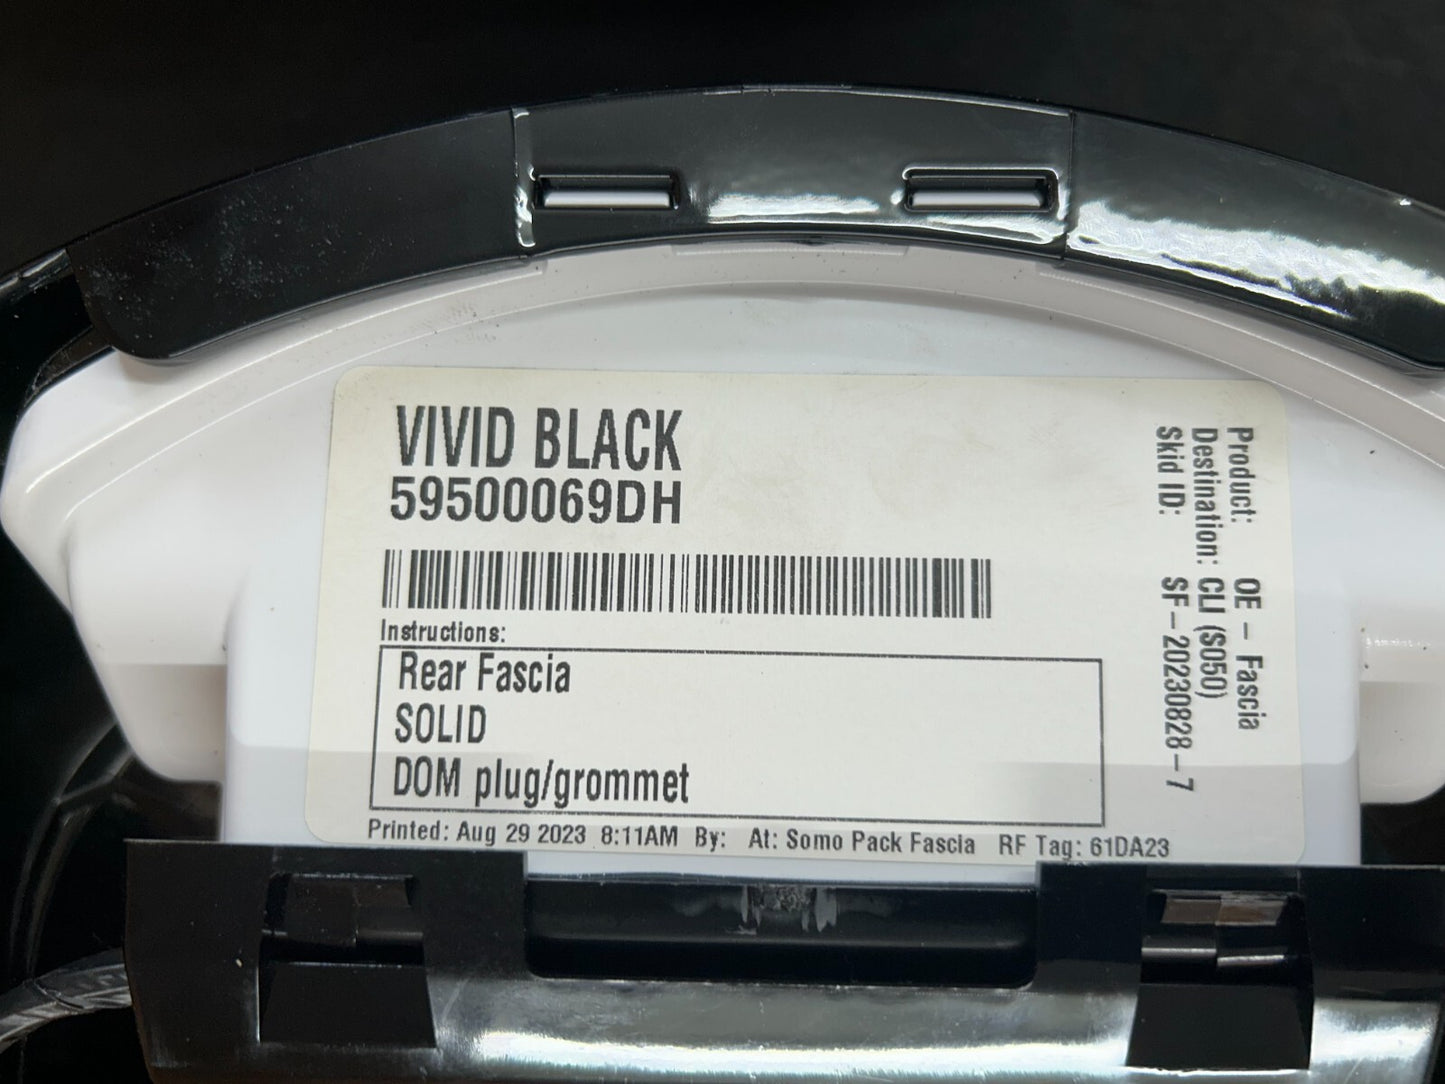 VIVID BLACK
59500069DH
Instructions:
Rear Fascia
SOLID
DOM plug/grommet
Printed: Aug 29 2023 8:11AM By: At: Somo Pack Fascia RF Tag: 61DA23
Product: OE - Fascia
Destination: CLI (S050)
Skid ID: SF-20230828-7